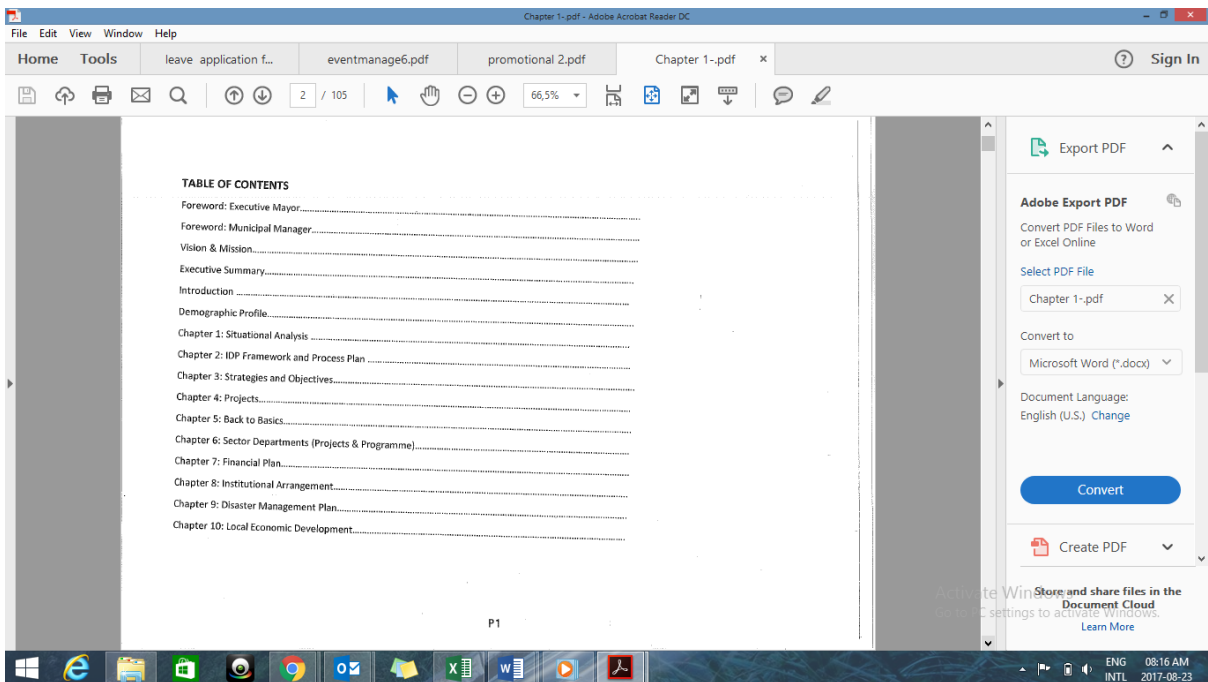 Chapter 1-.pdf - Adobe Acrobat Reader DC
File Edit View Window Help
Home Tools leave application f... eventmanage6.pdf promotional 2.pdf Chapter 1-.pdf × ? Sign In
2 / 105 66,5%
TABLE OF CONTENTS
Foreword: Executive Mayor
Foreword: Municipal Manager
Vision & Mission
Executive Summary
Introduction
Demographic Profile
Chapter 1: Situational Analysis
Chapter 2: IDP Framework and Process Plan
Chapter 3: Strategies and Objectives
Chapter 4: Projects
Chapter 5: Back to Basics
Chapter 6: Sector Departments (Projects & Programme)
Chapter 7: Financial Plan
Chapter 8: Institutional Arrangement
Chapter 9: Disaster Management Plan
Chapter 10: Local Economic Development
P1
Export PDF
Adobe Export PDF
Convert PDF Files to Word
or Excel Online
Select PDF File
Chapter 1-.pdf
Convert to
Microsoft Word (*.docx)
Document Language:
English (U.S.) Change
Convert
Create PDF
Store and share files in the
Document Cloud
Learn More
Activate Windows
Go to PC settings to activate Windows.
ENG 08:16 AM
INTL 2017-08-23